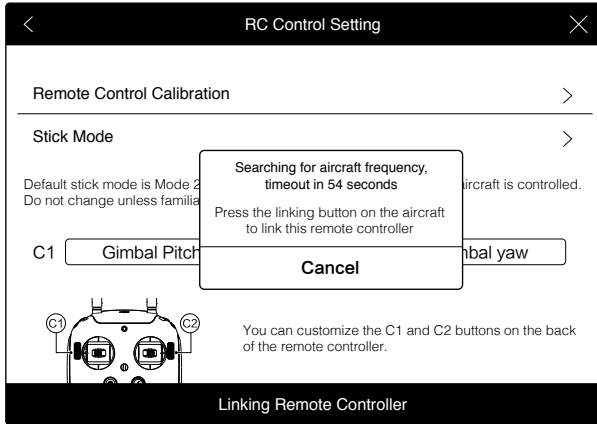 RC Control Setting
Remote Control Calibration
Stick Mode
Searching for aircraft frequency,
timeout in 54 seconds
Default stick mode is Mode 2
aircraft is controlled.
Do not change unless familia
Press the linking button on the aircraft
to link this remote controller
C1 Gimbal Pitch
mbal yaw
Cancel
C1
C2
You can customize the C1 and C2 buttons on the back
of the remote controller.
Linking Remote Controller